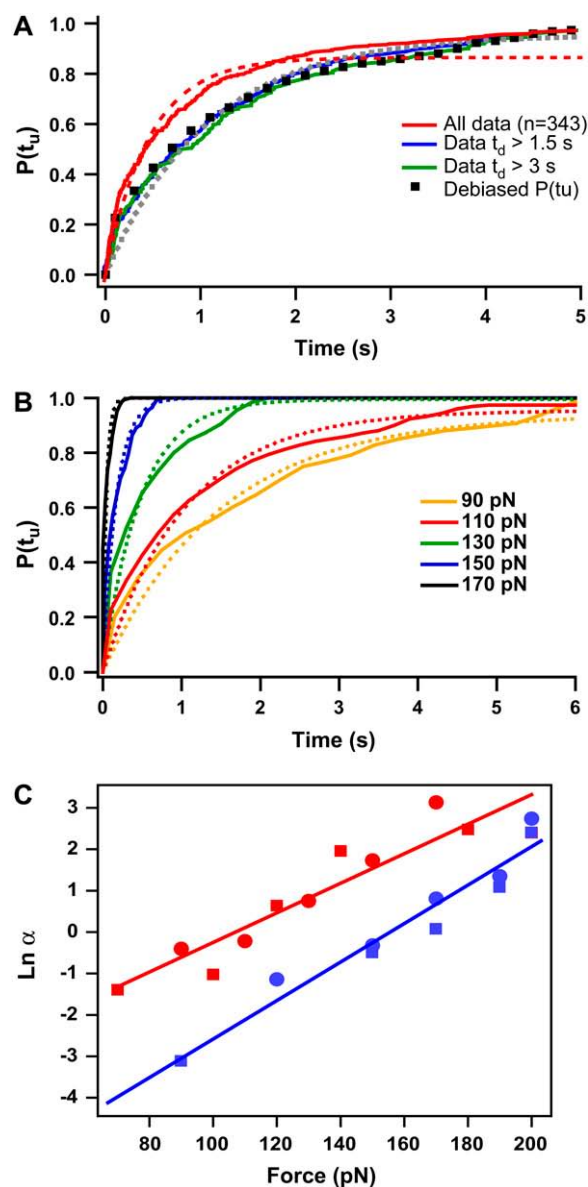 A
P(tu)
1.0
0.8
0.6
0.4
0.2
0.0
All data (n=343)
Data td > 1.5 s
Data td > 3 s
Debiased P(tu)
0 1 2 3 4 5
Time (s)
B
P(tu)
1.0
0.8
0.6
0.4
0.2
0.0
90 pN
110 pN
130 pN
150 pN
170 pN
0 1 2 3 4 5 6
Time (s)
C
Ln α
3
2
1
0
-1
-2
-3
-4
80 100 120 140 160 180 200
Force (pN)